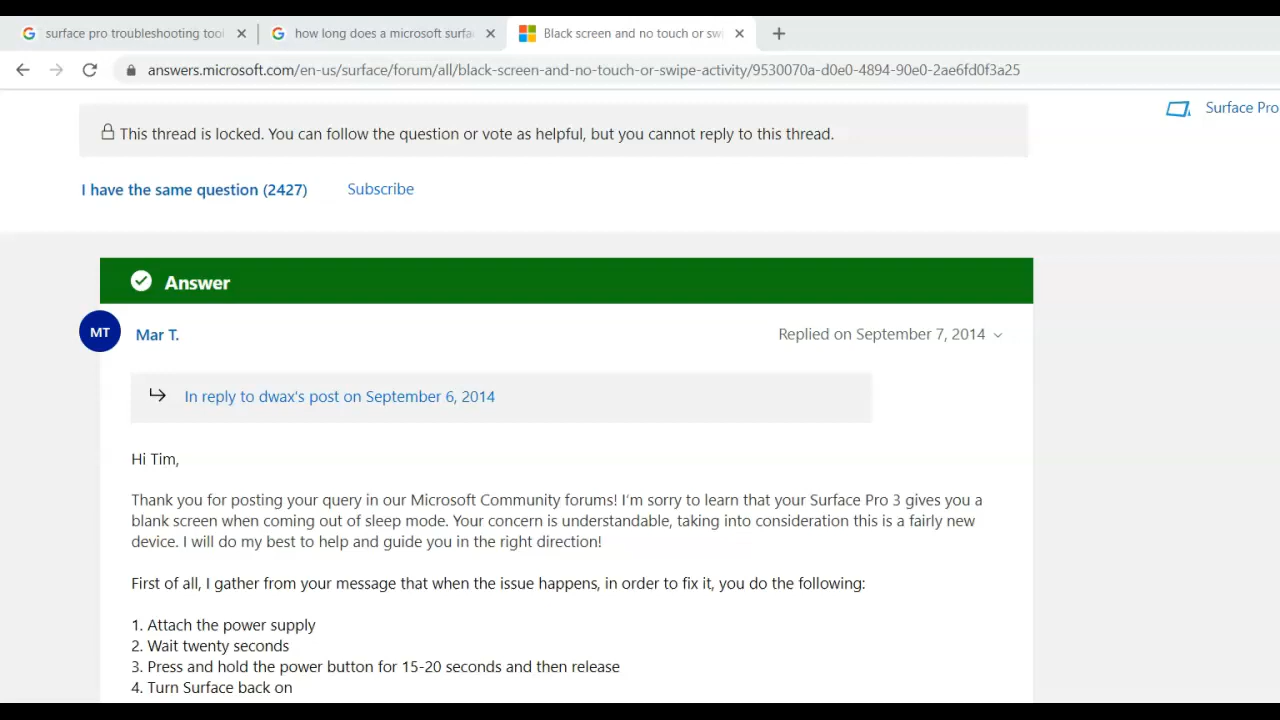 surface pro troubleshooting tool
how long does a microsoft surfa
Black screen and no touch or sw
answers.microsoft.com/en-us/surface/forum/all/black-screen-and-no-touch-or-swipe-activity/9530070a-d0e0-4894-90e0-2ae6fd0f3a25
This thread is locked. You can follow the question or vote as helpful, but you cannot reply to this thread.
Surface Pro
I have the same question (2427)
Subscribe
Answer
MT
Mar T.
Replied on September 7, 2014
In reply to dwax's post on September 6, 2014
Hi Tim,
Thank you for posting your query in our Microsoft Community forums! I'm sorry to learn that your Surface Pro 3 gives you a
blank screen when coming out of sleep mode. Your concern is understandable, taking into consideration this is a fairly new
device. I will do my best to help and guide you in the right direction!
First of all, I gather from your message that when the issue happens, in order to fix it, you do the following:
1. Attach the power supply
2. Wait twenty seconds
3. Press and hold the power button for 15-20 seconds and then release
4. Turn Surface back on